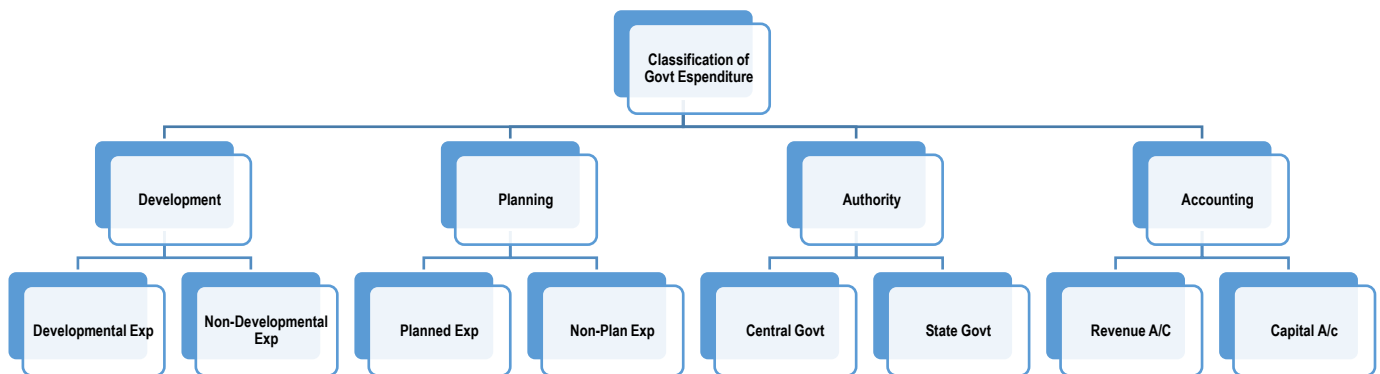 Classification of
Govt Espenditure
Development
Planning
Authority
Accounting
Developmental Exp
Non-Developmental
Exp
Planned Exp
Non-Plan Exp
Central Govt
State Govt
Revenue A/C
Capital A/c